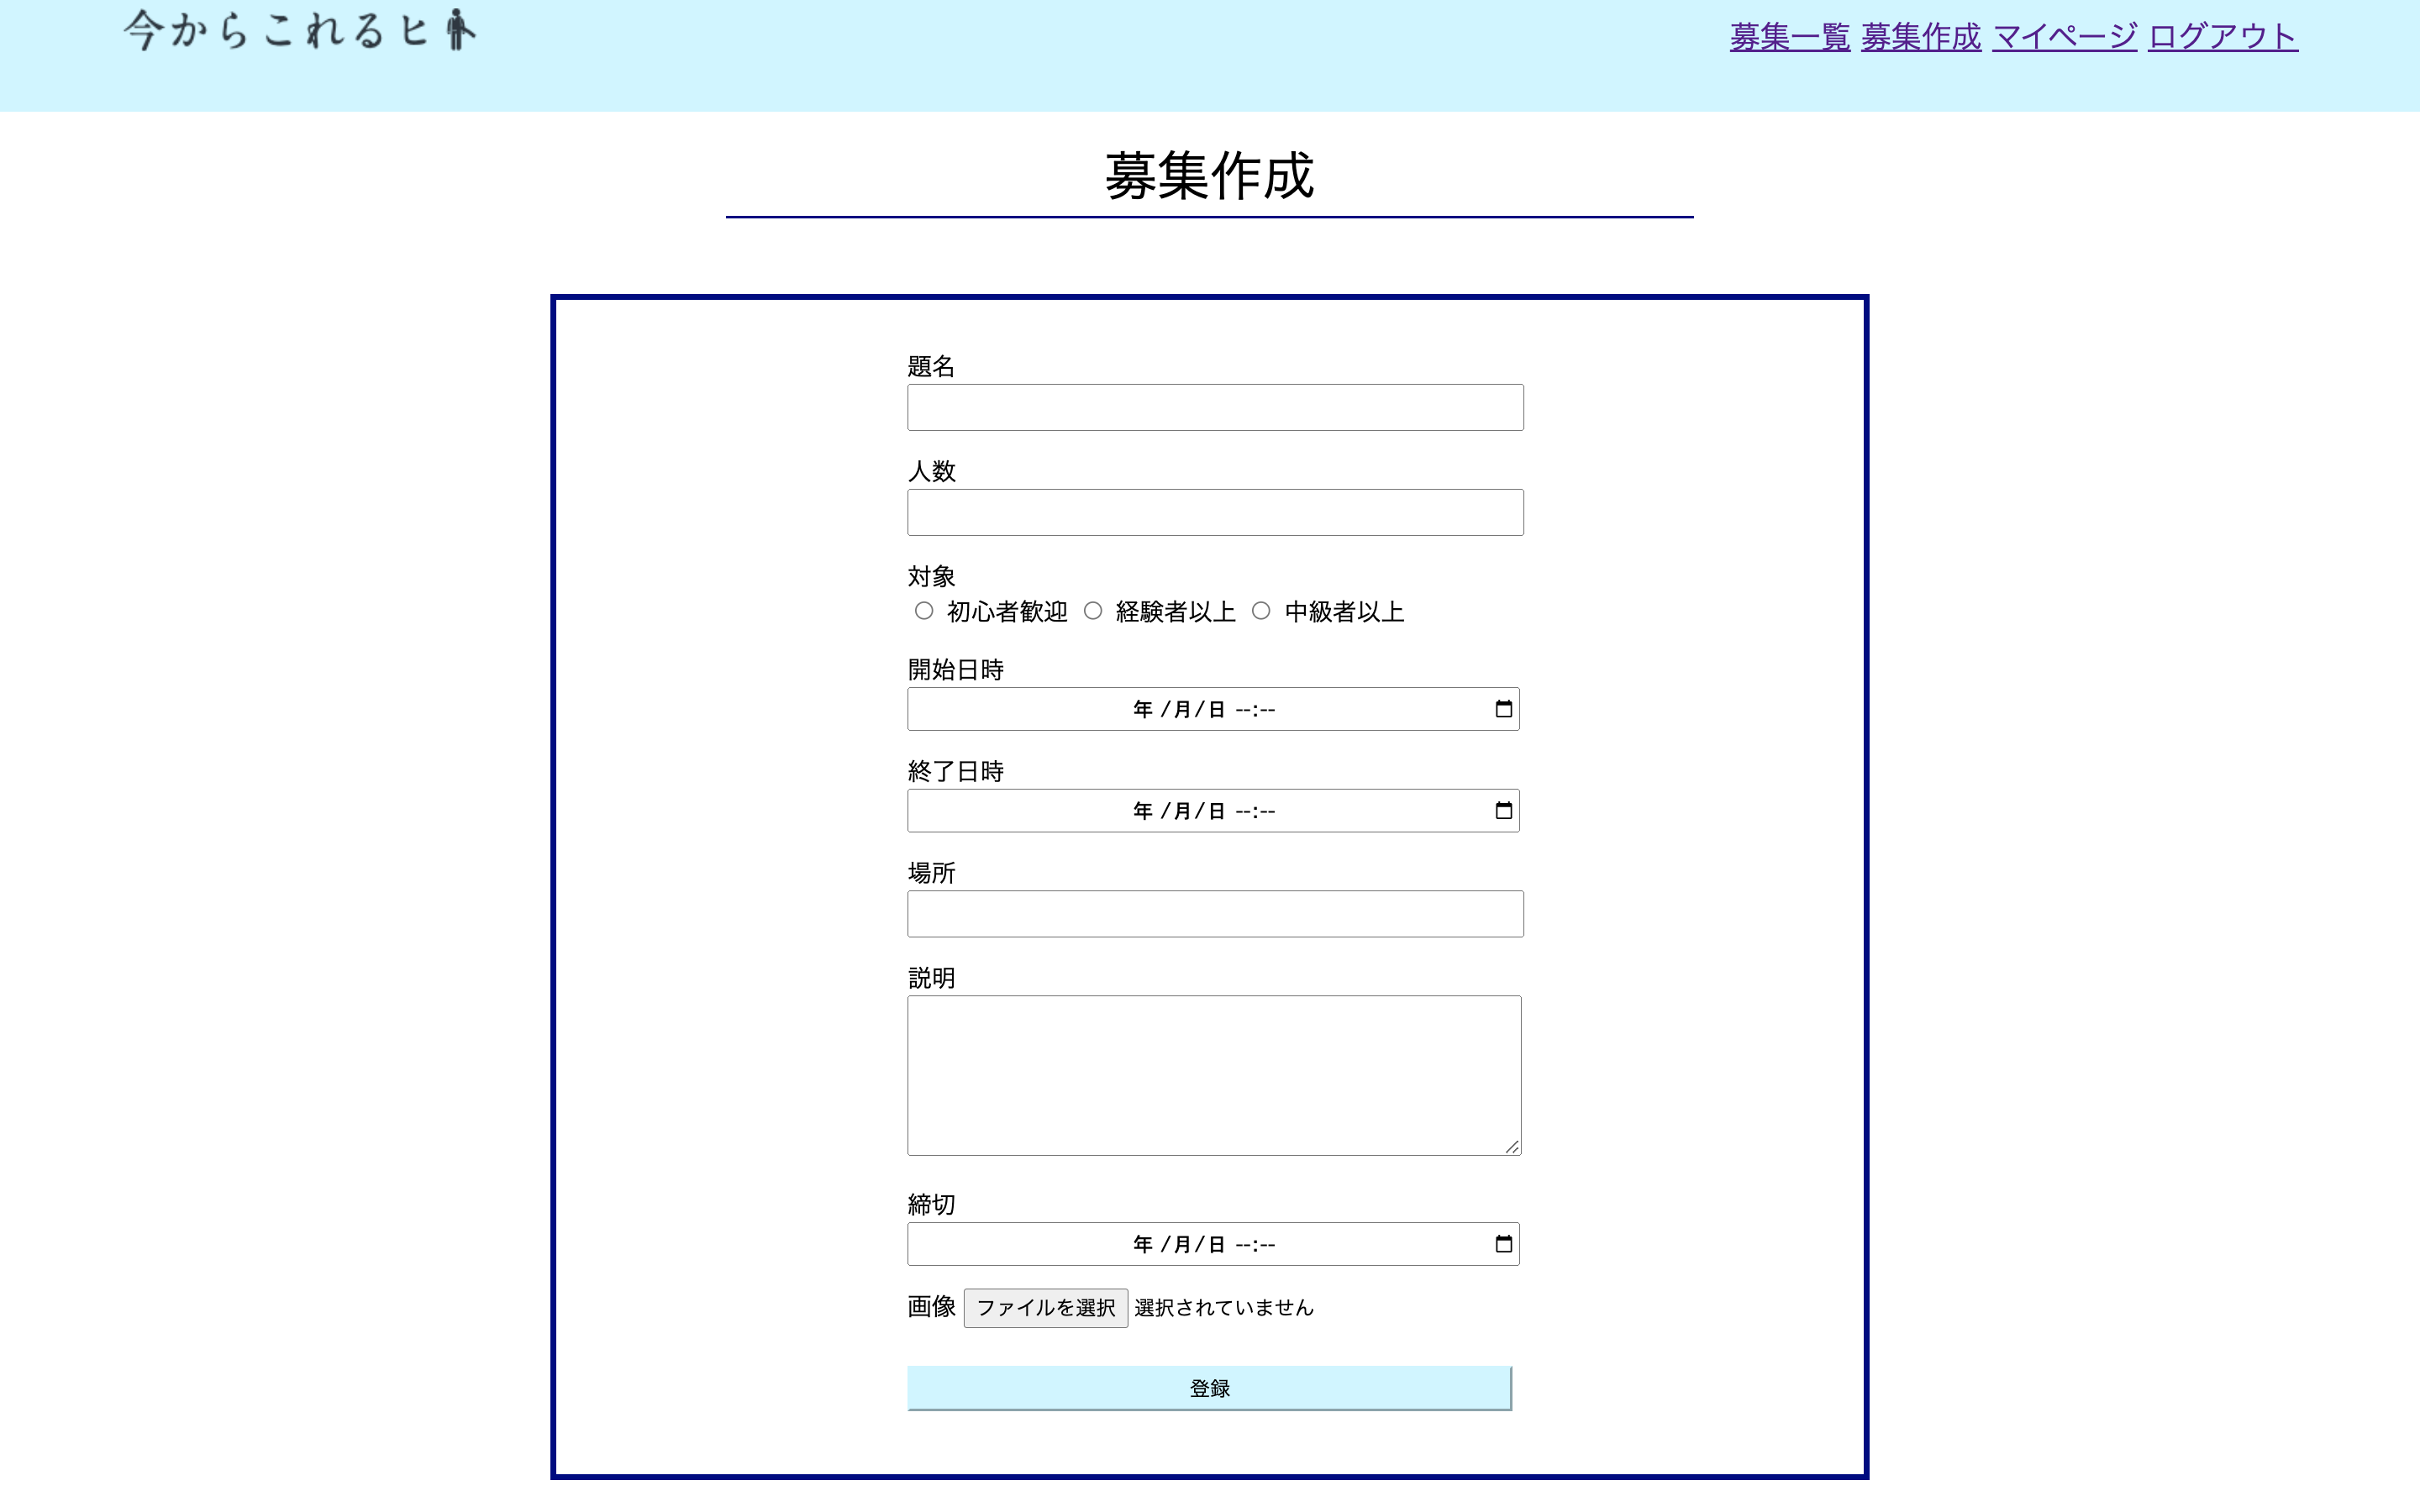 今からこれるヒト
募集一覧 募集作成 マイページ ログアウト
募集作成
題名
人数
対象
初心者歓迎 経験者以上 中級者以上
開始日時
年 /月/日 --:--
終了日時
年 /月/日 --:--
場所
説明
締切
年 /月/日 --:--
画像 ファイルを選択 選択されていません
登録